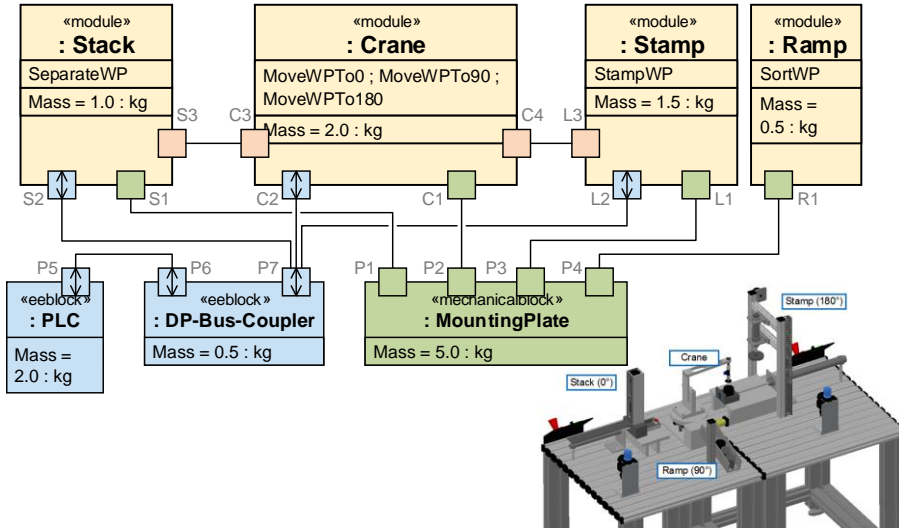 «module»
: Stack
SeparateWP
Mass = 1.0 : kg
«module»
: Crane
MoveWPTo0 ; MoveWPTo90 ;
MoveWPTo180
Mass = 2.0 : kg
«module»
: Stamp
StampWP
Mass = 1.5 : kg
«module»
: Ramp
SortWP
Mass =
0.5 : kg
S3
C3
C4
L3
S2
S1
C2
C1
L2
L1
R1
P5
P6
P7
P1
P2
P3
P4
«eeblock»
: PLC
Mass =
2.0 : kg
«eeblock»
: DP-Bus-Coupler
Mass = 0.5 : kg
«mechanicalblock»
: MountingPlate
Mass = 5.0 : kg
Stamp (180°)
Crane
Stack (0°)
Ramp (90°)